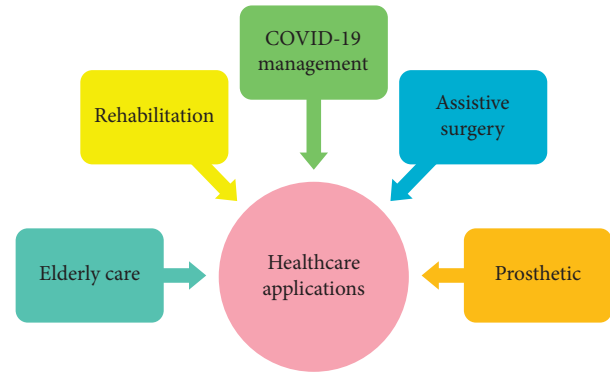 COVID-19
management
Rehabilitation
Assistive
surgery
Elderly care
Healthcare
applications
Prosthetic